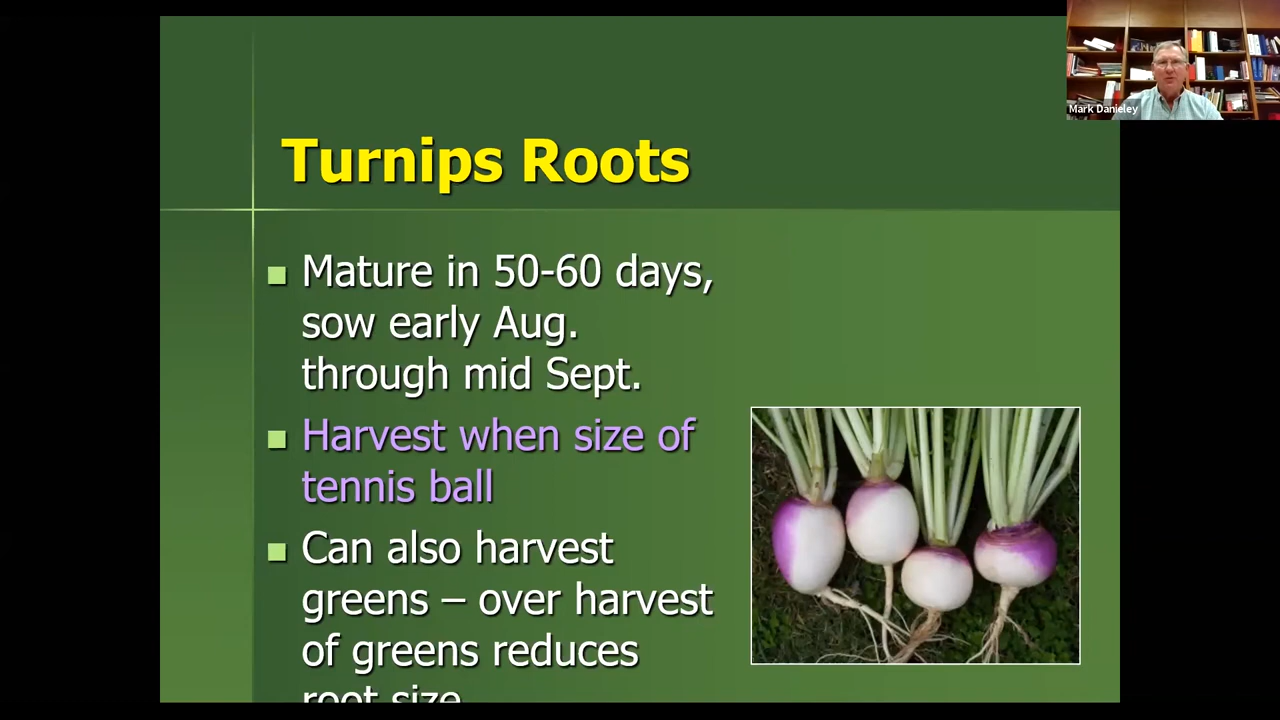 Mark Danieley
Turnips Roots
Mature in 50-60 days,
sow early Aug.
through mid Sept.
Harvest when size of
tennis ball
Can also harvest
greens – over harvest
of greens reduces
root size